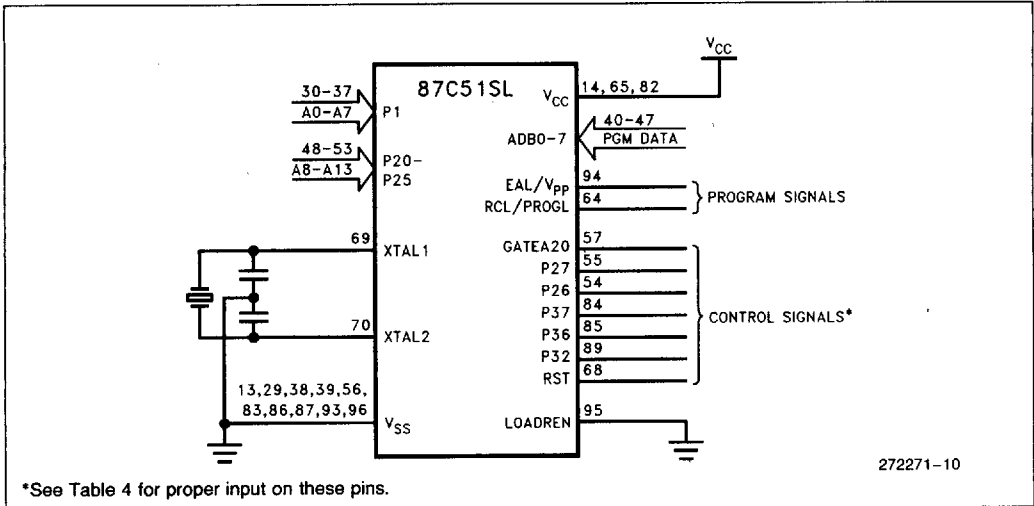 VCC
87C51SL
30-37
A0-A7
P1
48-53
A8-A13
P20-
P25
69
XTAL1
70
XTAL2
13,29,38,39,56,
83,86,87,93,96
VSS
VCC
14,65,82
ADB0-7
40-47
PGM DATA
EAL/VPP
94
RCL/PROGL
64
PROGRAM SIGNALS
GATEA20
57
P27
55
P26
54
P37
84
P36
85
P32
89
RST
68
CONTROL SIGNALS*
LOADREN
95
272271-10
*See Table 4 for proper input on these pins.